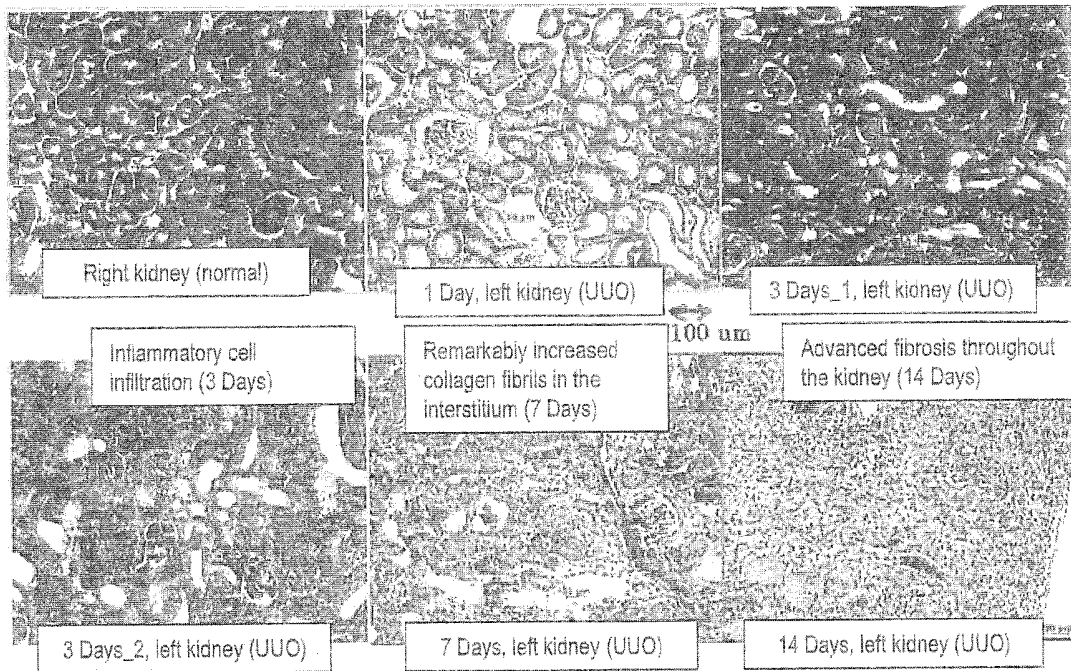 Right kidney (normal)
1 Day, left kidney (UUO)
3 Days_1, left kidney (UUO)
100 um
Inflammatory cell
infiltration (3 Days)
Remarkably increased
collagen fibrils in the
interstitium (7 Days)
Advanced fibrosis throughout
the kidney (14 Days)
3 Days_2, left kidney (UUO)
7 Days, left kidney (UUO)
14 Days, left kidney (UUO)